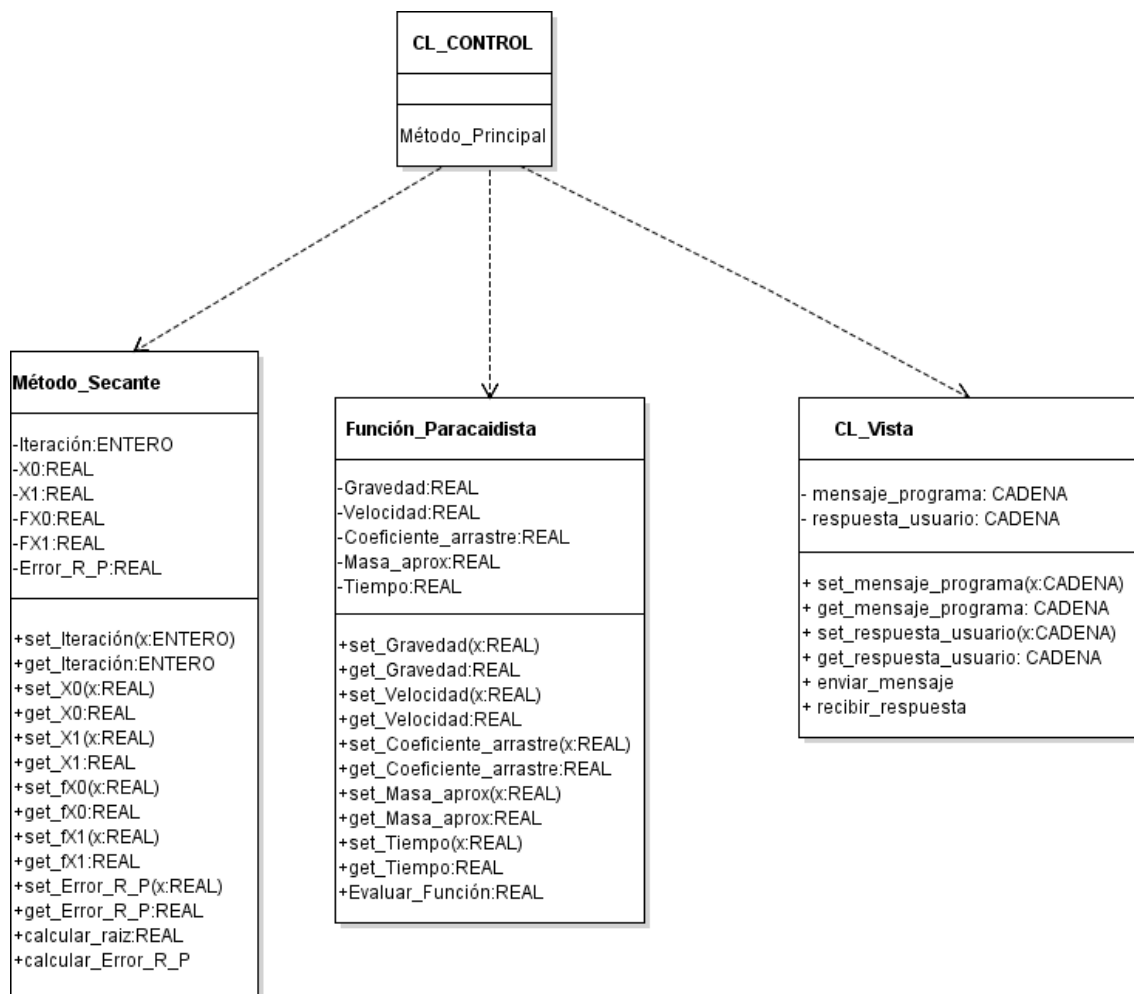 CL_CONTROL
Método_Principal
Método_Secante
-Iteración:ENTERO
-X0:REAL
-X1:REAL
-FX0:REAL
-FX1:REAL
-Error_R_P:REAL
+set_Iteración(x:ENTERO)
+get_Iteración:ENTERO
+set_X0(x:REAL)
+get_X0:REAL
+set_X1(x:REAL)
+get_X1:REAL
+set_fX0(x:REAL)
+get_fX0:REAL
+set_fX1(x:REAL)
+get_fX1:REAL
+set_Error_R_P(x:REAL)
+get_Error_R_P:REAL
+calcular_raiz:REAL
+calcular_Error_R_P
Función_Paracaidista
-Gravedad:REAL
-Velocidad:REAL
-Coeficiente_arrastre:REAL
-Masa_aprox:REAL
-Tiempo:REAL
+set_Gravedad(x:REAL)
+get_Gravedad:REAL
+set_Velocidad(x:REAL)
+get_Velocidad:REAL
+set_Coeficiente_arrastre(x:REAL)
+get_Coeficiente_arrastre:REAL
+set_Masa_aprox(x:REAL)
+get_Masa_aprox:REAL
+set_Tiempo(x:REAL)
+get_Tiempo:REAL
+Evaluar_Función:REAL
CL_Vista
- mensaje_programa: CADENA
- respuesta_usuario: CADENA
+ set_mensaje_programa(x:CADENA)
+ get_mensaje_programa: CADENA
+ set_respuesta_usuario(x:CADENA)
+ get_respuesta_usuario: CADENA
+ enviar_mensaje
+ recibir_respuesta